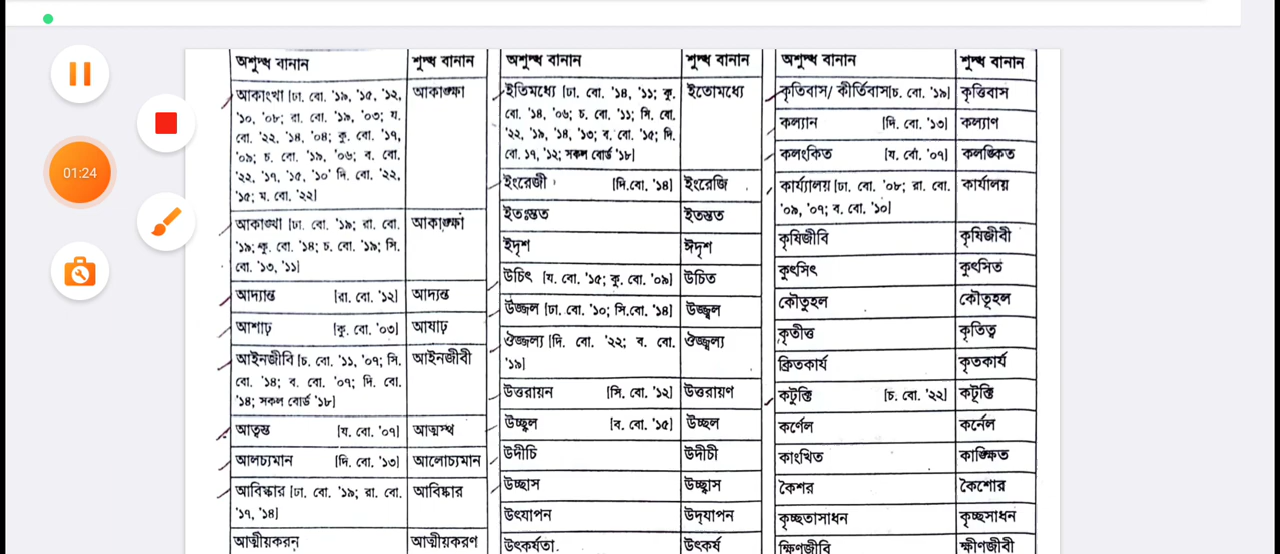 01:24
অশুদ্ধ বানান শুদ্ধ বানান
আকাংখা [ঢা. বো. '১৯, '১৫, '১২, আকাঙ্ক্ষা
'১০, '০৮; রা. বো. '১৯, '০৩; য.
বো. '২২, '১৪, '০৪; কু. বো. '১৭,
'০৯; চ. বো. '১৯, '০৬; ব. বো.
'২২, '১৭, '১৫, '১০' দি. বো. '২২,
'১৫; ম. বো. '২২]
আকাঙ্খা [ঢা. বো. '১৯; রা. বো. আকাঙ্ক্ষা
'১৯; কু. বো. '১৪; চ. বো. '১৯; সি.
বো. '১৩, '১১]
আদ্যান্ত [রা. বো. '১২] আদ্যন্ত
আশাঢ় [কু. বো. '০৩] আষাঢ়
আইনজীবি [চ. বো. '১১, '০৭; সি. আইনজীবী
বো. '১৪; ব. বো. '০৭; দি. বো.
'১৪; সকল বোর্ড '১৮]
[য. বো. '০৭]
আলচ্যমান [দি. বো. '১৩] আলোচ্যমান
আবিস্কার [ঢা. বো. '১৯; রা. বো. আবিষ্কার
'১৭, '১৪]
আত্মীয়করন আত্মীয়করণ
অশুদ্ধ বানান শুদ্ধ বানান
ইতিমধ্যে [ঢা. বো. '১৪, '১১; কু. ইতোমধ্যে
বো. '১৪, '০৬; চ. বো. '১১; সি. বো.
'২২, '১৯, '১৪, '১৩; ব. বো. '১৫; দি.
বো. ১৭, '১২; সকল বোর্ড '১৮]
ইংরেজী [দি.বো. '১৪] ইংরেজি
ইতঃস্তত ইতস্তত
ইদৃশ ঈদৃশ
উচিৎ [য. বো. '১৫; কু. বো. '০৯] উচিত
উজ্জল [ঢা. বো. '১০; সি.বো. '১৪] উজ্জ্বল
ঔজ্জল্য [দি. বো. '২২; ব. বো. ঔজ্জ্বল্য
'১৯]
উত্তরায়ন [সি. বো. '১২] উত্তরায়ণ
উচ্ছ্বল [ব. বো. '১৫] উচ্ছল
উদীচি উদীচী
উচ্ছাস উচ্ছ্বাস
উৎযাপন উদ্‌যাপন
উৎকর্ষতা উৎকর্ষ
অশুদ্ধ বানান শুদ্ধ বানান
কৃতিবাস/ কীর্তিবাস[চ. বো. '১৯] কৃত্তিবাস
কল্যান [দি. বো. '১৩] কল্যাণ
কলংকিত [য. বো. '০৭] কলঙ্কিত
কার্য্যালয় [ঢা. বো. '০৮; রা. বো. কার্যালয়
'০৯, '০৭; ব. বো. '১০]
কৃষিজীবি কৃষিজীবী
কুৎসিৎ কুৎসিত
কৌতুহল কৌতূহল
কৃতীত্ত কৃতিত্ব
ক্রিতকার্য কৃতকার্য
কটুক্তি [চ. বো. '২২] কটূক্তি
কর্ণেল কর্নেল
কাংখিত কাঙ্ক্ষিত
কৈশর কৈশোর
কৃচ্ছতাসাধন কৃচ্ছ্রসাধন
ক্ষিণজীবি ক্ষীণজীবী